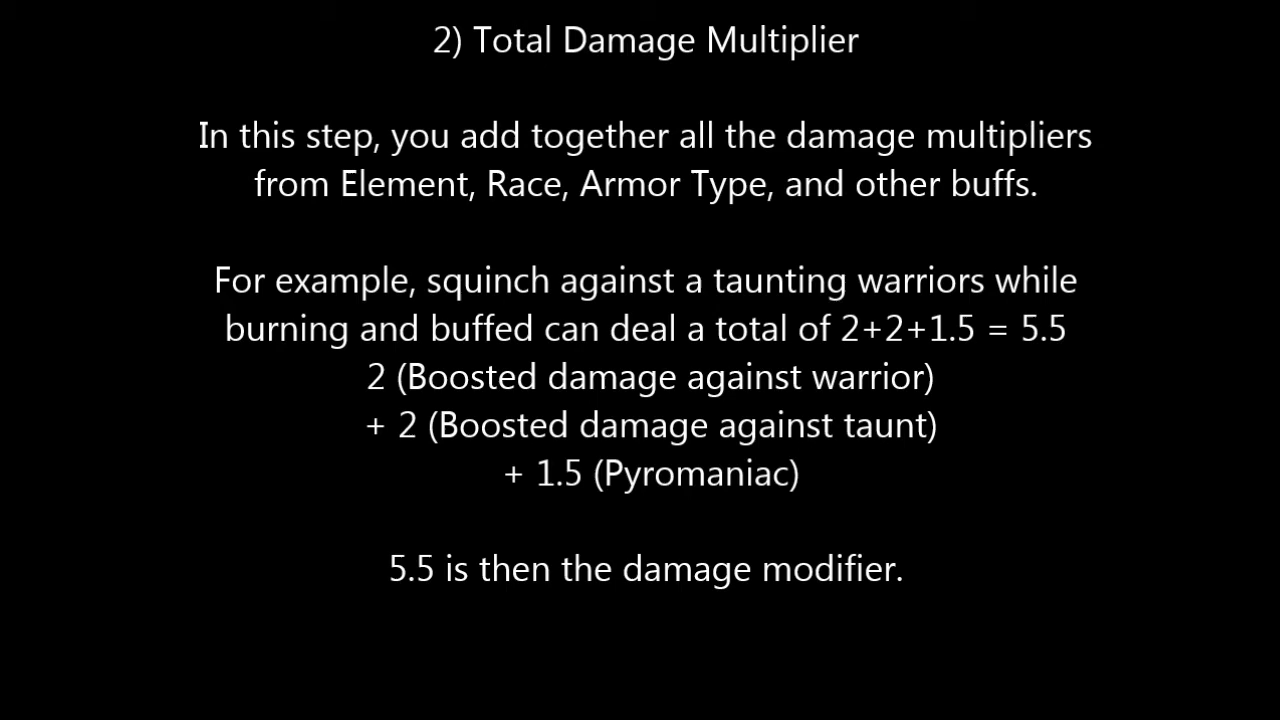 2) Total Damage Multiplier
In this step, you add together all the damage multipliers
from Element, Race, Armor Type, and other buffs.
For example, squinch against a taunting warriors while
burning and buffed can deal a total of 2+2+1.5 = 5.5
2 (Boosted damage against warrior)
+ 2 (Boosted damage against taunt)
+ 1.5 (Pyromaniac)
5.5 is then the damage modifier.